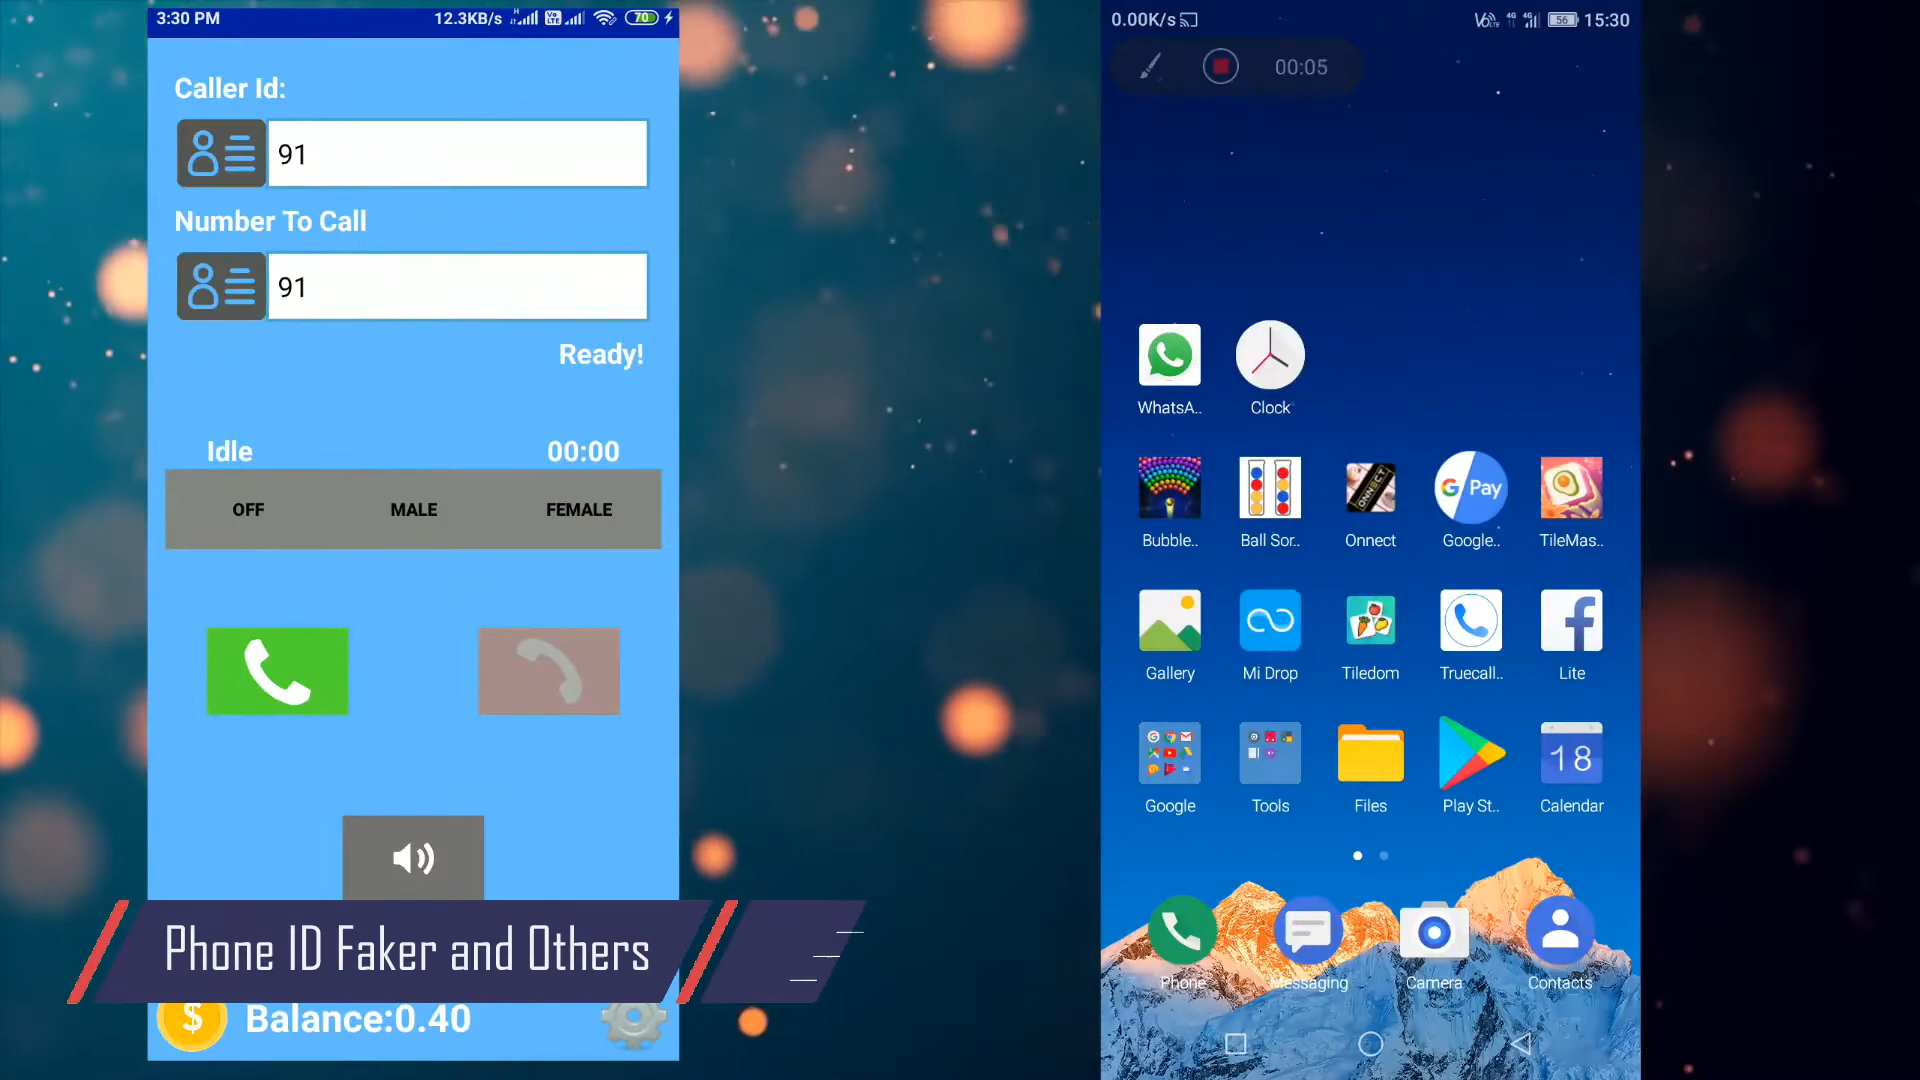 3:30 PM 12.3KB/s 70
Caller Id:
91
Number To Call
91
Ready!
Idle 00:00
OFF MALE FEMALE
Phone ID Faker and Others
$ Balance:0.40
0.00K/s 56 15:30
00:05
WhatsA.. Clock
G Pay
Bubble.. Ball Sor.. Onnect Google.. TileMas..
Gallery Mi Drop Tiledom Truecall.. Lite
18
Google Tools Files Play St.. Calendar
Phone Messaging Camera Contacts